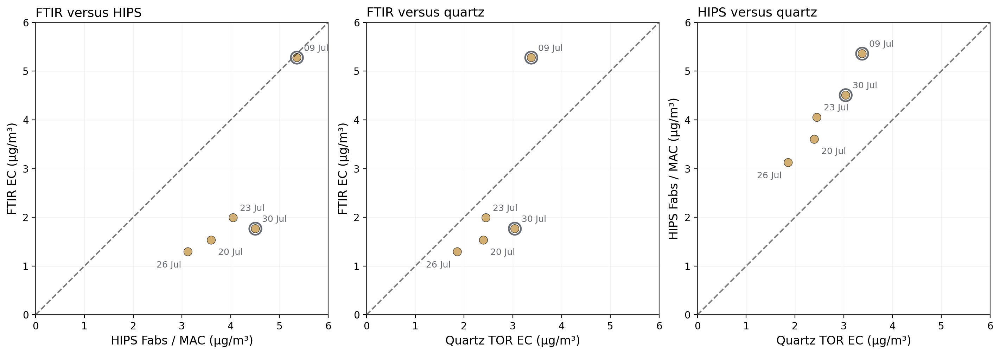 FTIR versus HIPS
6
5
4
3
2
1
0
FTIR EC (µg/m³)
09 Jul
23 Jul
30 Jul
20 Jul
26 Jul
0 1 2 3 4 5 6
HIPS Fabs / MAC (µg/m³)
FTIR versus quartz
6
5
4
3
2
1
0
FTIR EC (µg/m³)
09 Jul
23 Jul
30 Jul
20 Jul
26 Jul
0 1 2 3 4 5 6
Quartz TOR EC (µg/m³)
HIPS versus quartz
6
5
4
3
2
1
0
HIPS Fabs / MAC (µg/m³)
09 Jul
30 Jul
23 Jul
20 Jul
26 Jul
0 1 2 3 4 5 6
Quartz TOR EC (µg/m³)